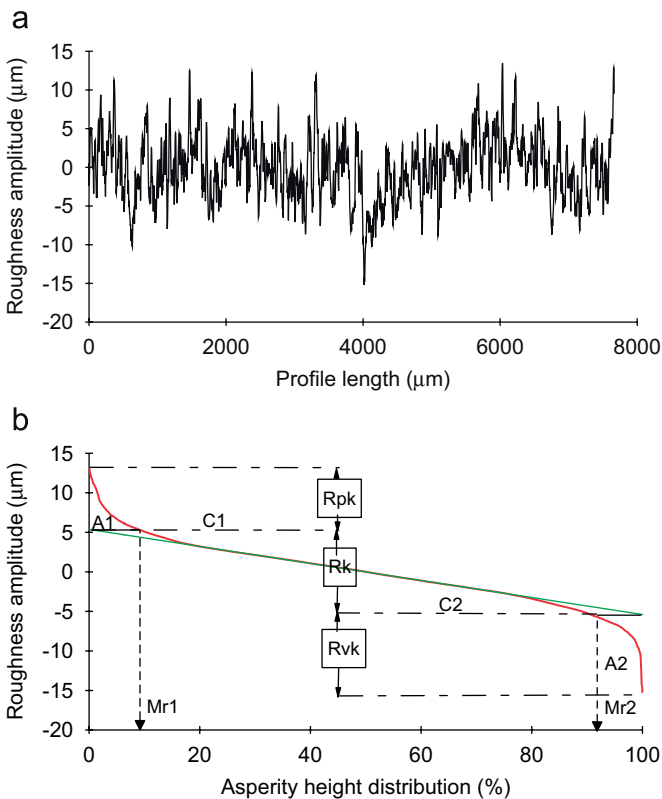 a
15
10
5
0
-5
-10
-15
-20
Roughness amplitude (μm)
0 2000 4000 6000 8000
Profile length (μm)
b
15
10
5
0
-5
-10
-15
-20
Roughness amplitude (μm)
A1
C1
Rpk
Rk
C2
Rvk
A2
Mr1
Mr2
0 20 40 60 80 100
Asperity height distribution (%)